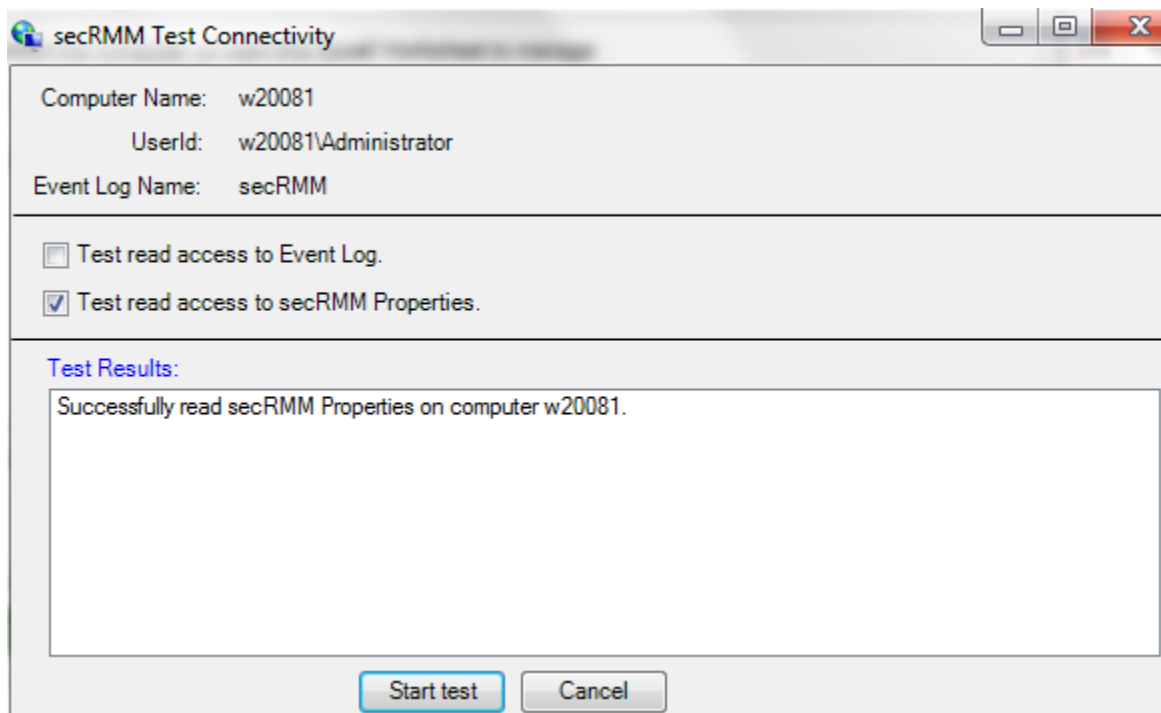 secRMM Test Connectivity
Computer Name: w20081
UserId: w20081\Administrator
Event Log Name: secRMM
Test read access to Event Log.
Test read access to secRMM Properties.
Test Results:
Successfully read secRMM Properties on computer w20081.
Start test Cancel